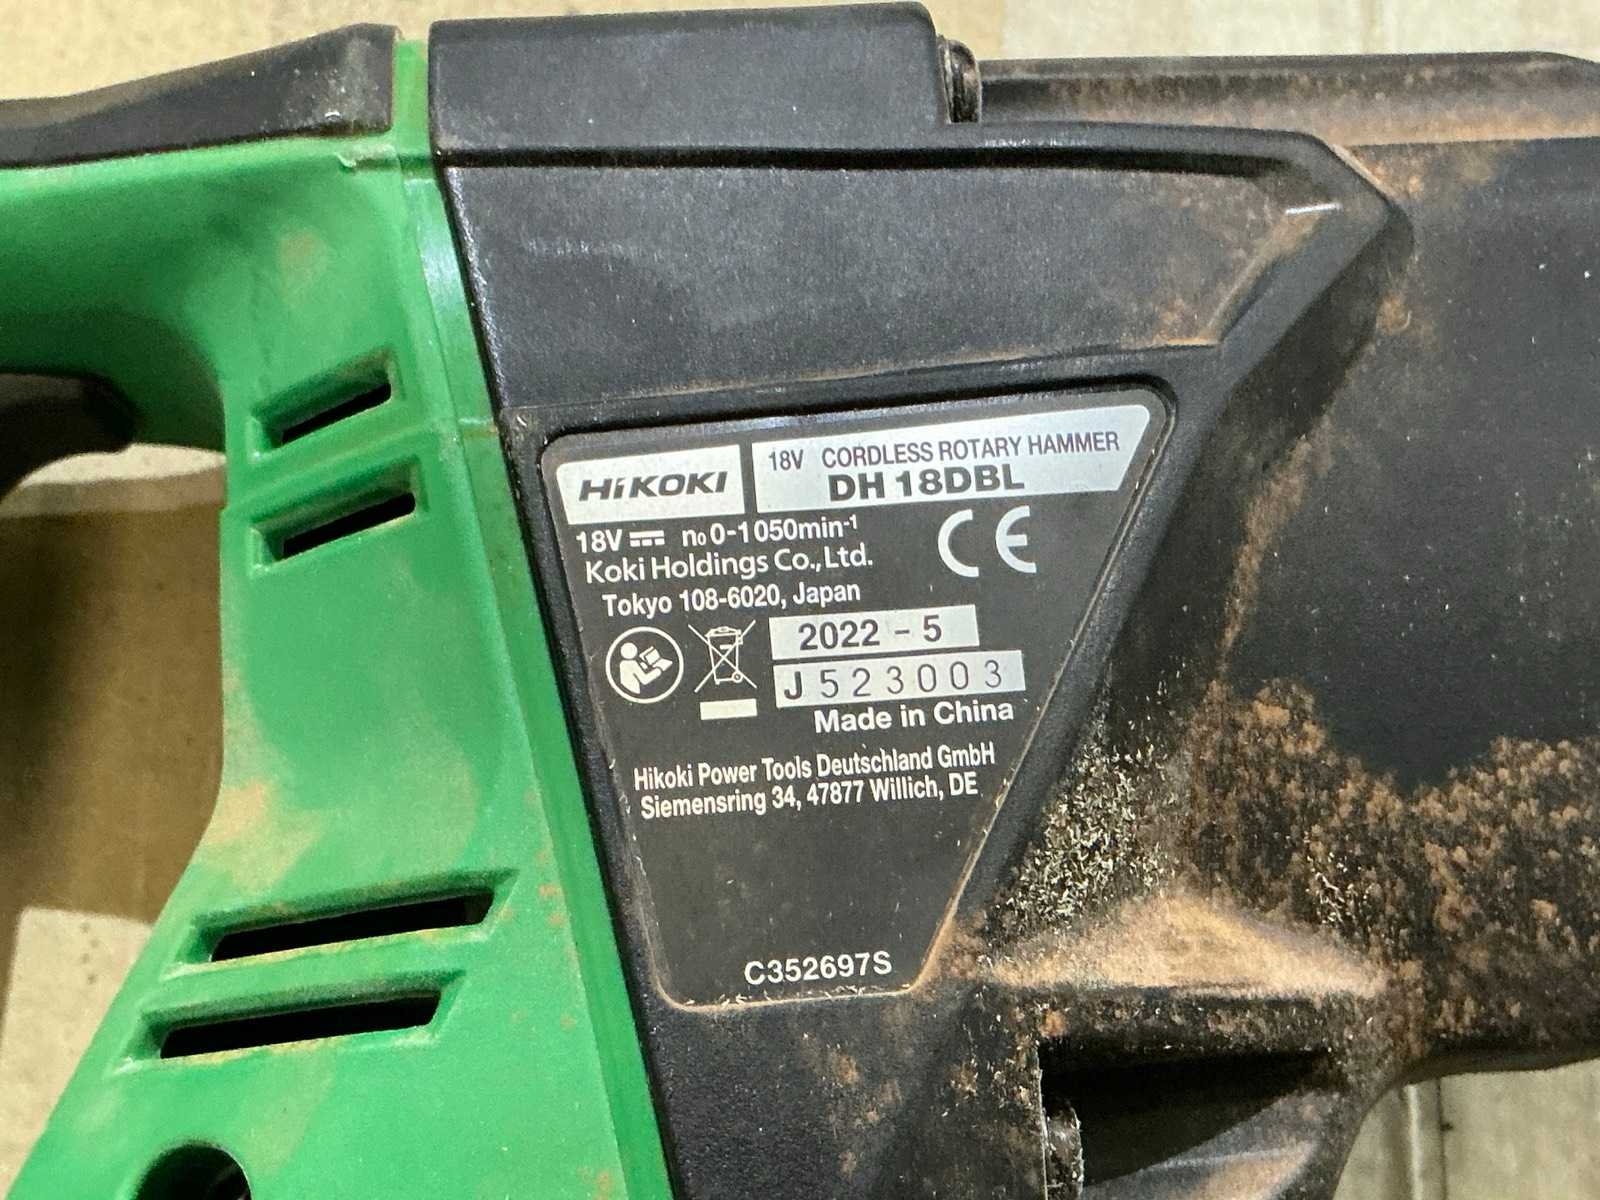 HiKOKI
18V CORDLESS ROTARY HAMMER
DH 18DBL
18V n₀ 0-1050min⁻¹
Koki Holdings Co., Ltd.
Tokyo 108-6020, Japan
CE
2022 - 5
J 523003
Made in China
Hikoki Power Tools Deutschland GmbH
Siemensring 34, 47877 Willich, DE
C352697S